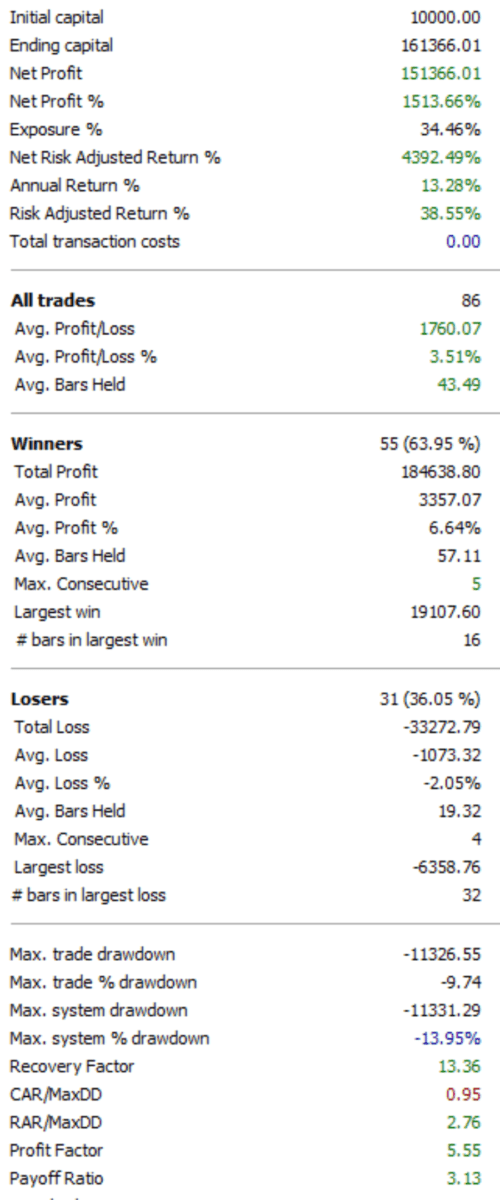 Initial capital 10000.00
Ending capital 161366.01
Net Profit 151366.01
Net Profit % 1513.66%
Exposure % 34.46%
Net Risk Adjusted Return % 4392.49%
Annual Return % 13.28%
Risk Adjusted Return % 38.55%
Total transaction costs 0.00
All trades 86
Avg. Profit/Loss 1760.07
Avg. Profit/Loss % 3.51%
Avg. Bars Held 43.49
Winners 55 (63.95 %)
Total Profit 184638.80
Avg. Profit 3357.07
Avg. Profit % 6.64%
Avg. Bars Held 57.11
Max. Consecutive 5
Largest win 19107.60
# bars in largest win 16
Losers 31 (36.05 %)
Total Loss -33272.79
Avg. Loss -1073.32
Avg. Loss % -2.05%
Avg. Bars Held 19.32
Max. Consecutive 4
Largest loss -6358.76
# bars in largest loss 32
Max. trade drawdown -11326.55
Max. trade % drawdown -9.74
Max. system drawdown -11331.29
Max. system % drawdown -13.95%
Recovery Factor 13.36
CAR/MaxDD 0.95
RAR/MaxDD 2.76
Profit Factor 5.55
Payoff Ratio 3.13